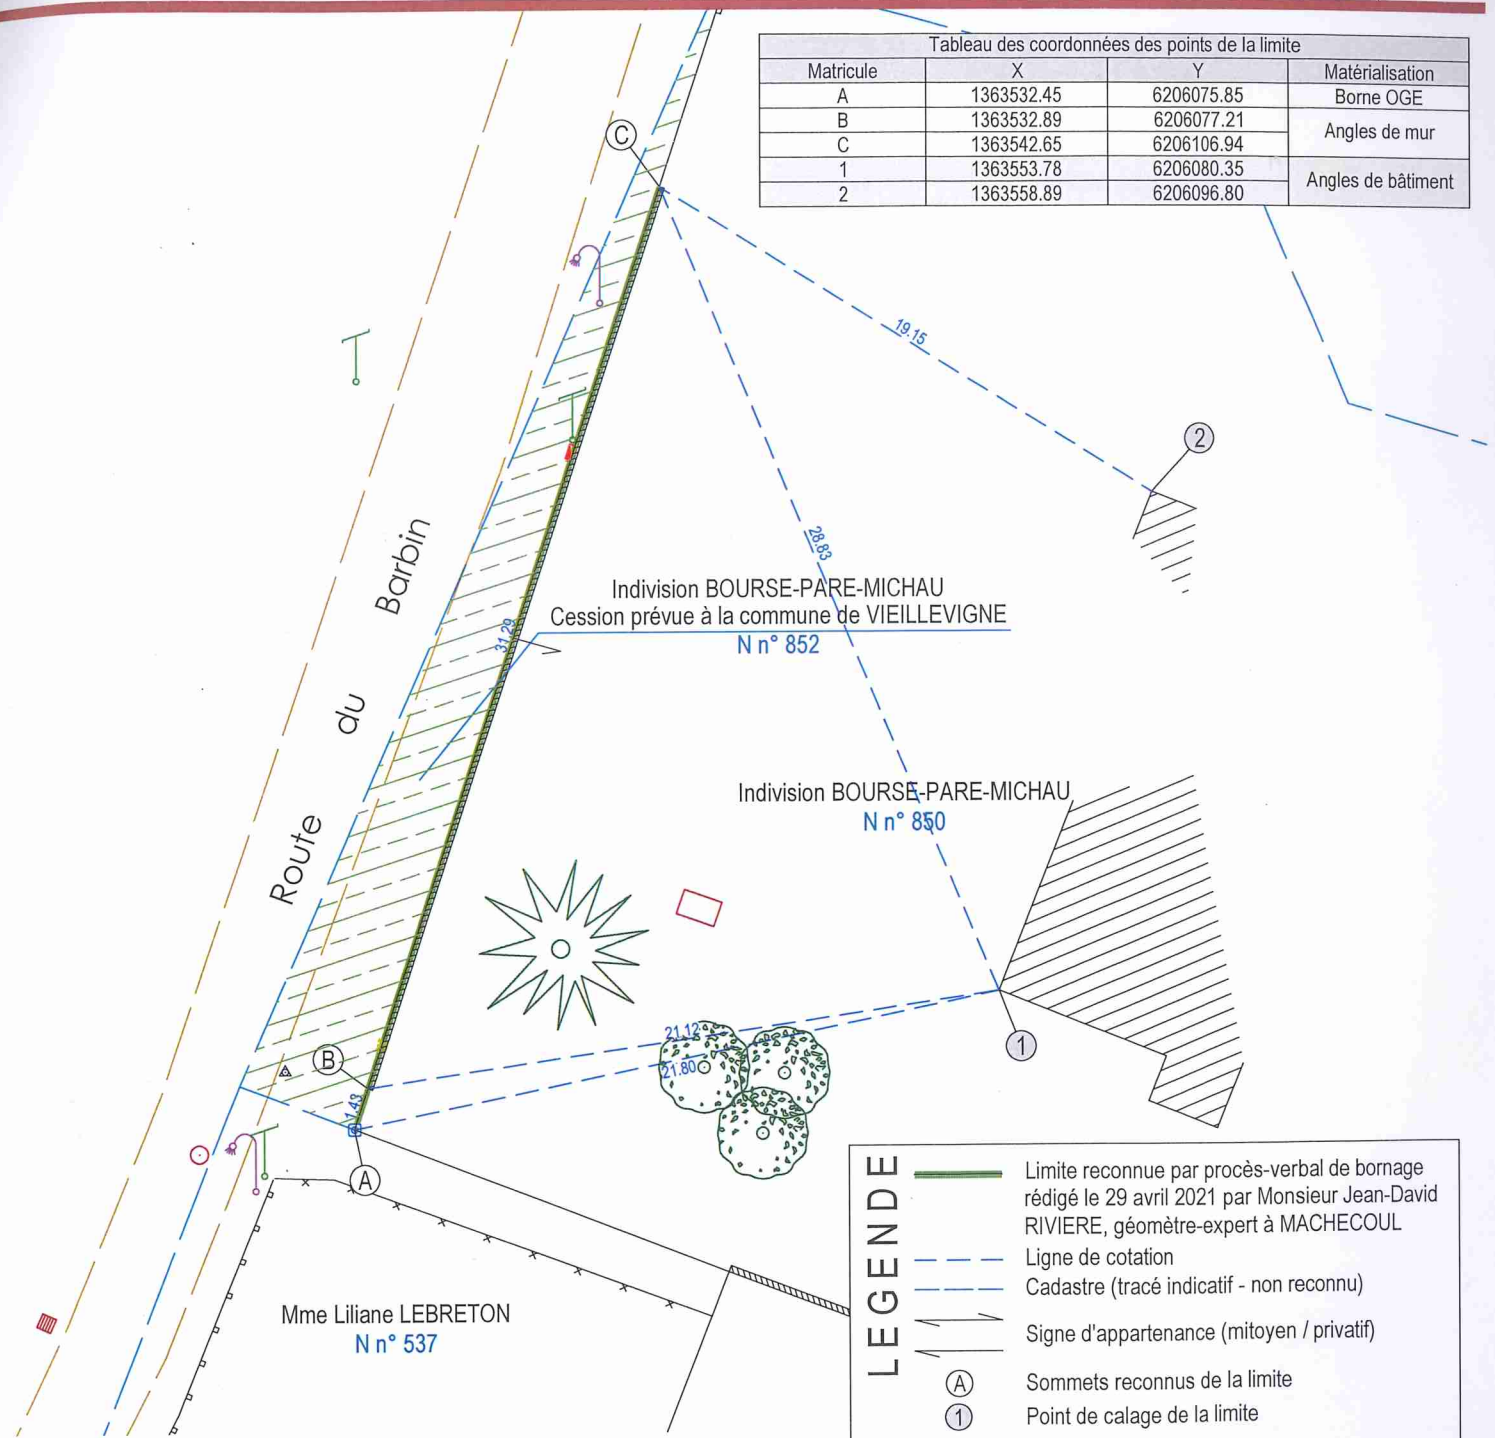 Tableau des coordonnées des points de la limite
Matricule X Y Matérialisation
A 1363532.45 6206075.85 Borne OGE
B 1363532.89 6206077.21 Angles de mur
C 1363542.65 6206106.94
1 1363553.78 6206080.35 Angles de bâtiment
2 1363558.89 6206096.80
C
19.15
2
28.83
Indivision BOURSE-PARE-MICHAU
Cession prévue à la commune de VIEILLEVIGNE
N n° 852
31.29
Route du Barbin
Indivision BOURSE-PARE-MICHAU
N n° 850
21.12
21.80
1
B
1.43
A
Mme Liliane LEBRETON
N n° 537
LEGENDE
Limite reconnue par procès-verbal de bornage
rédigé le 29 avril 2021 par Monsieur Jean-David
RIVIERE, géomètre-expert à MACHECOUL
Ligne de cotation
Cadastre (tracé indicatif - non reconnu)
Signe d'appartenance (mitoyen / privatif)
A Sommets reconnus de la limite
1 Point de calage de la limite